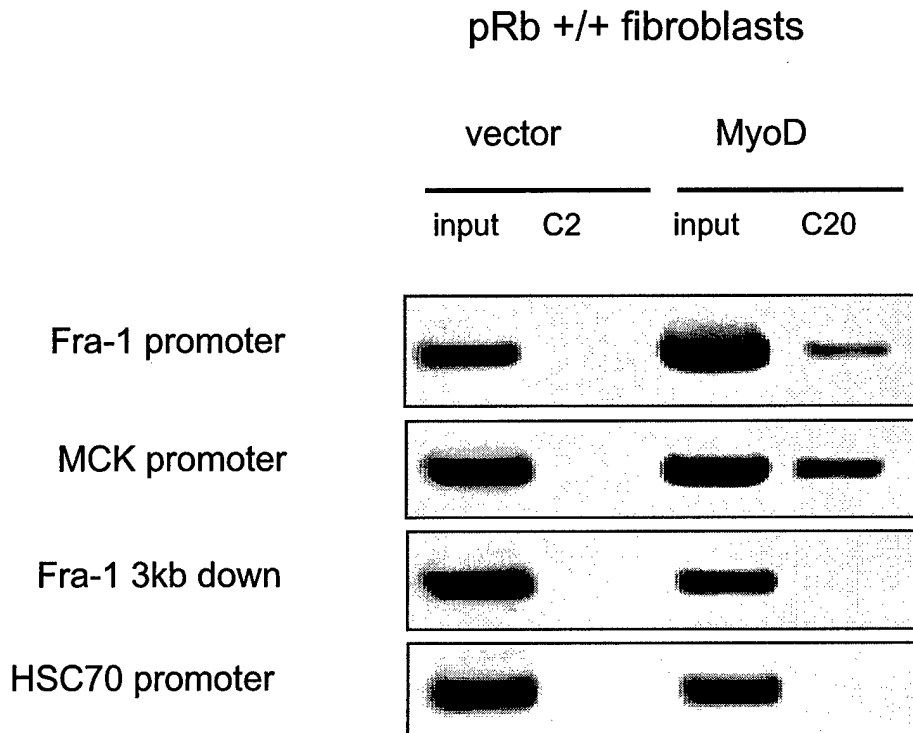 pRb +/+ fibroblasts
vector MyoD
input C2 input C20
Fra-1 promoter
MCK promoter
Fra-1 3kb down
HSC70 promoter